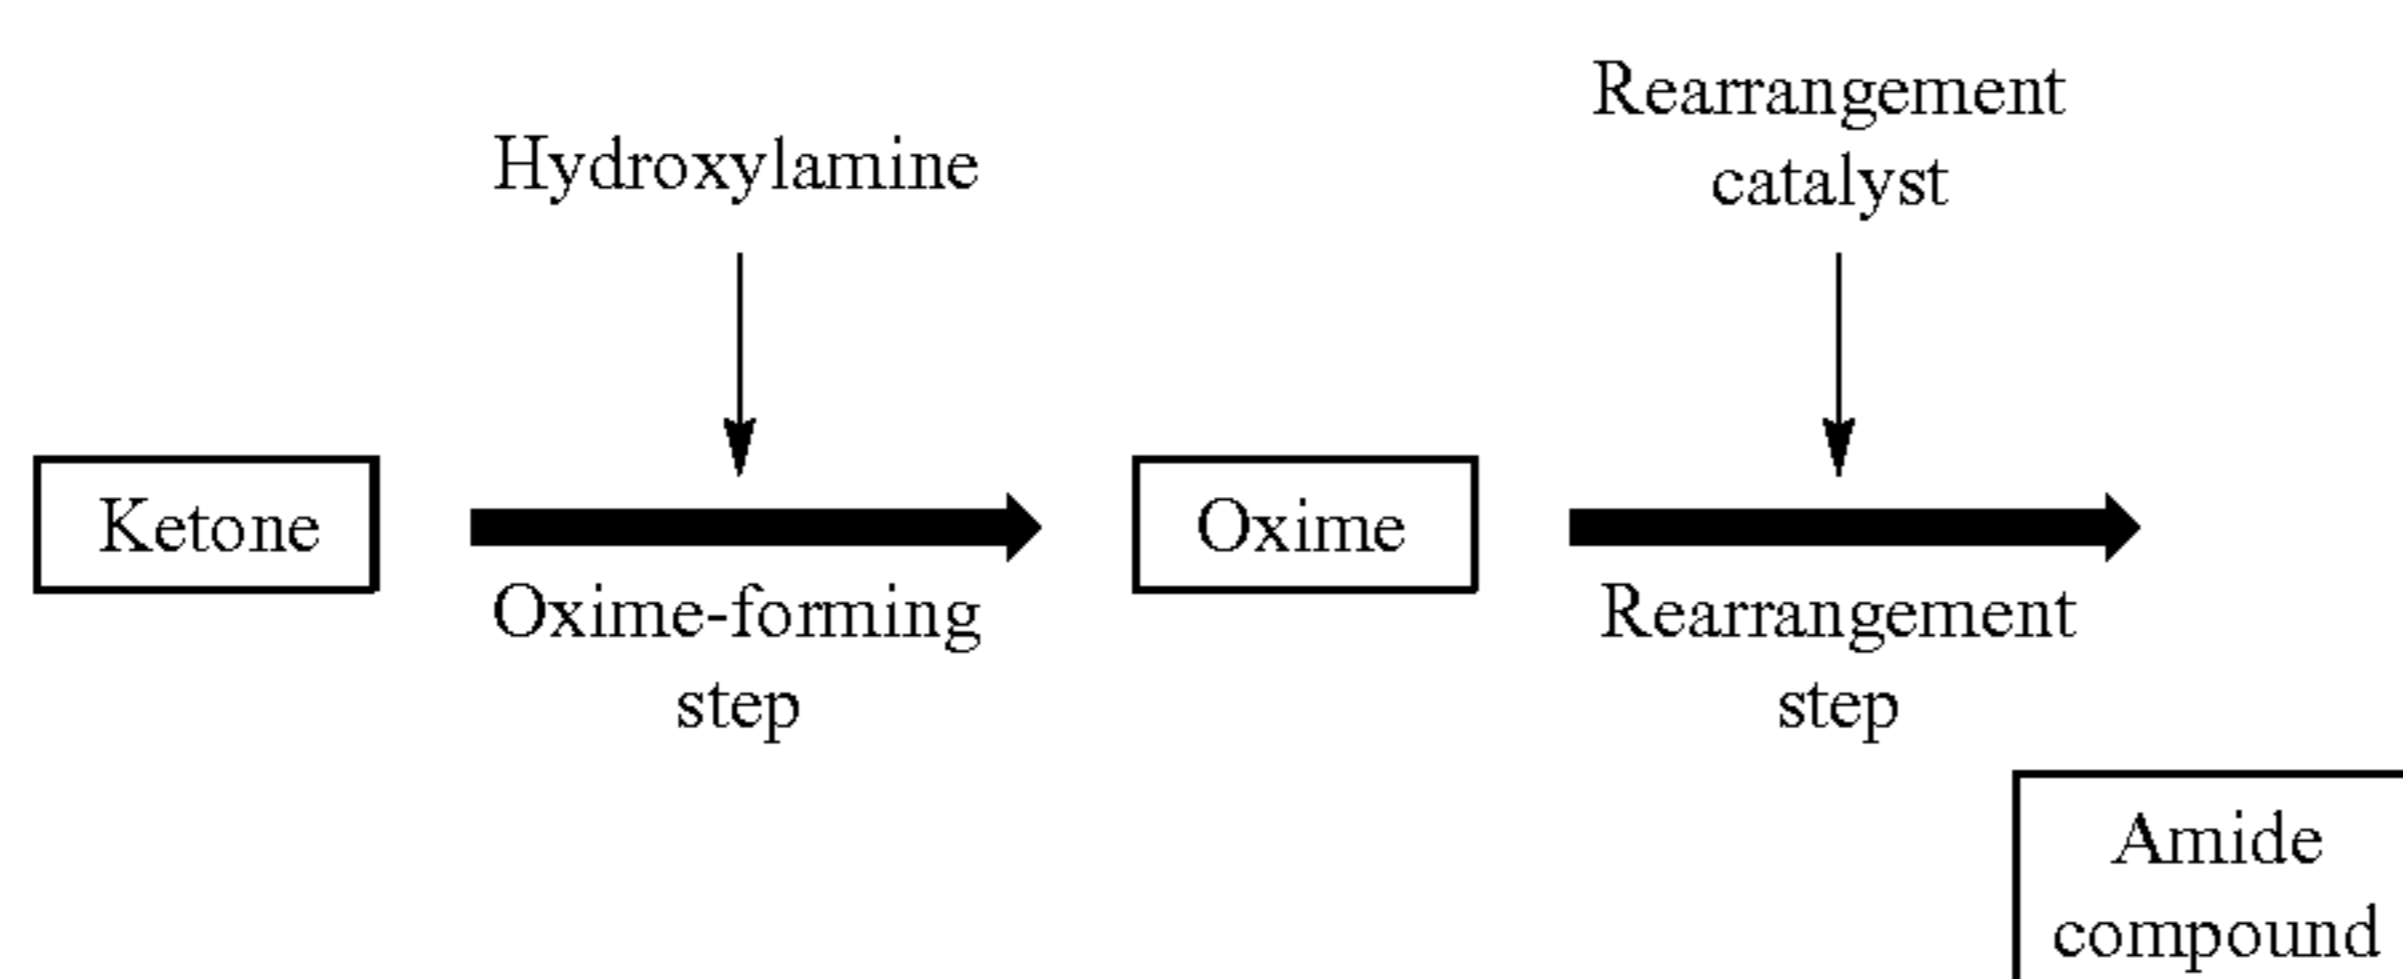 Hydroxylamine
Rearrangement
catalyst
Ketone
Oxime-forming
step
Oxime
Rearrangement
step
Amide
compound